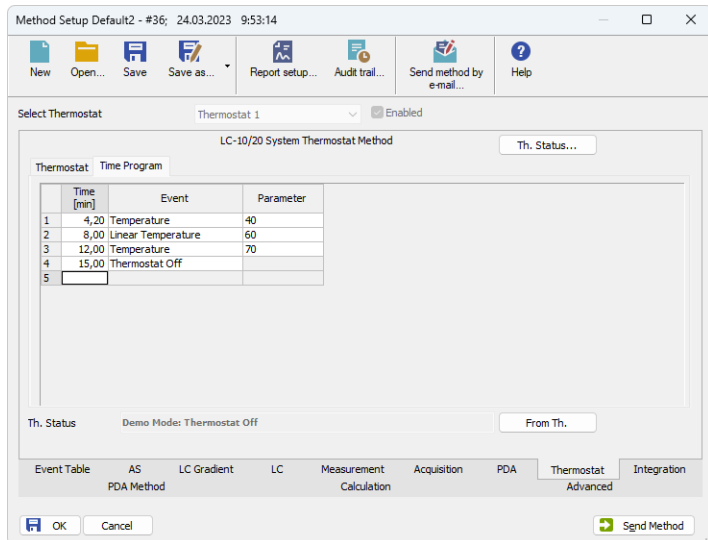 Method Setup Default2 - #36; 24.03.2023 9:53:14
New Open... Save Save as... Report setup... Audit trail... Send method by e-mail... Help
Select Thermostat Thermostat 1 Enabled
LC-10/20 System Thermostat Method Th. Status...
Thermostat Time Program
Time [min] Event Parameter
1 4,20 Temperature 40
2 8,00 Linear Temperature 60
3 12,00 Temperature 70
4 15,00 Thermostat Off
5
Th. Status Demo Mode: Thermostat Off From Th.
Event Table AS LC Gradient LC Measurement Acquisition PDA Thermostat Integration
PDA Method Calculation Advanced
OK Cancel Send Method